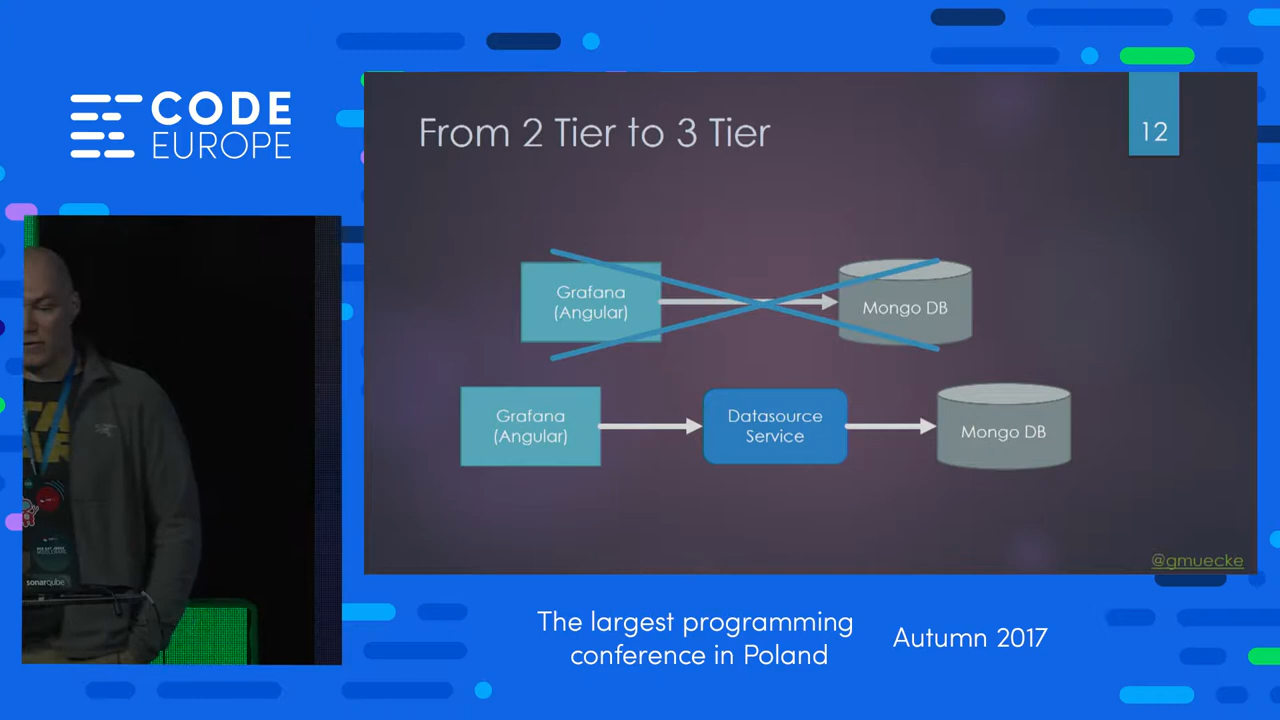 CODE
EUROPE
From 2 Tier to 3 Tier
12
Grafana
(Angular)
Mongo DB
Grafana
(Angular)
Datasource
Service
Mongo DB
@gmuecke
sonarqube
The largest programming
conference in Poland
Autumn 2017